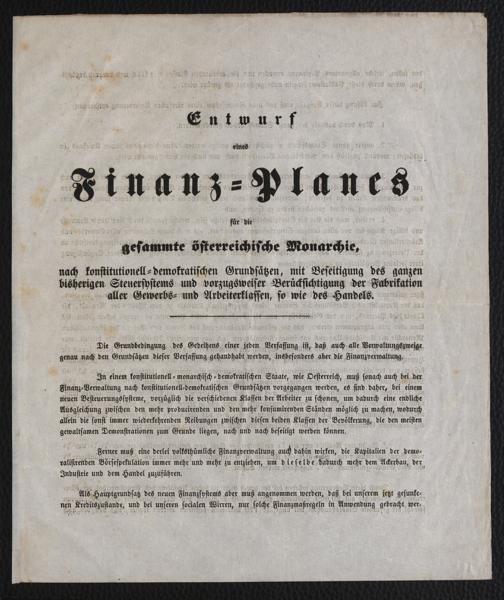 Entwurf
eines
Finanz-Planes
für die
gesammte österreichische Monarchie,
nach konstitutionell-demokratischen Grundsätzen, mit Beseitigung des ganzen
bisherigen Steuersystems und vorzugsweiser Berücksichtigung der Fabrikation
aller Gewerbs- und Arbeiterklassen, so wie des Handels.
Die Grundbedingung des Gedeihens einer jeden Verfassung ist, daß auch alle Verwaltungszweige
genau nach den Grundsätzen dieser Verfassung gehandhabt werden, insbesonders aber die Finanzverwaltung.
In einem konstitutionell-monarchisch-demokratischen Staate, wie Oesterreich, muß sonach auch bei der
Finanz-Verwaltung nach konstitutionell-demokratischen Grundsätzen vorgegangen werden, es sind daher, bei einem
neuen Besteuerungssysteme, vorzüglich die verschiedenen Klassen der Arbeiter zu schonen, um dadurch eine endliche
Ausgleichung zwischen den mehr producirenden und den mehr konsumirenden Ständen möglich zu machen, wodurch
allein die sonst immer wiederkehrenden Reibungen zwischen diesen beiden Klassen der Bevölkerung, die den meisten
gewaltsamen Demonstrationen zum Grunde liegen, nach und nach beseitigt werden können.
Ferner muß eine derlei volksthümliche Finanzverwaltung auch dahin wirken, die Kapitalien der demo-
ralisirenden Börsespekulation immer mehr und mehr zu entziehen, um dieselbe dadurch mehr dem Ackerbau, der
Industrie und dem Handel zuzuführen.
Als Hauptgrundsatz des neuen Finanzsystems aber muß angenommen werden, daß bei unserem jetzt gesunke-
nen Kreditszustande, und bei unseren socialen Wirren, nur solche Finanzmaßregeln in Anwendung gebracht wer-